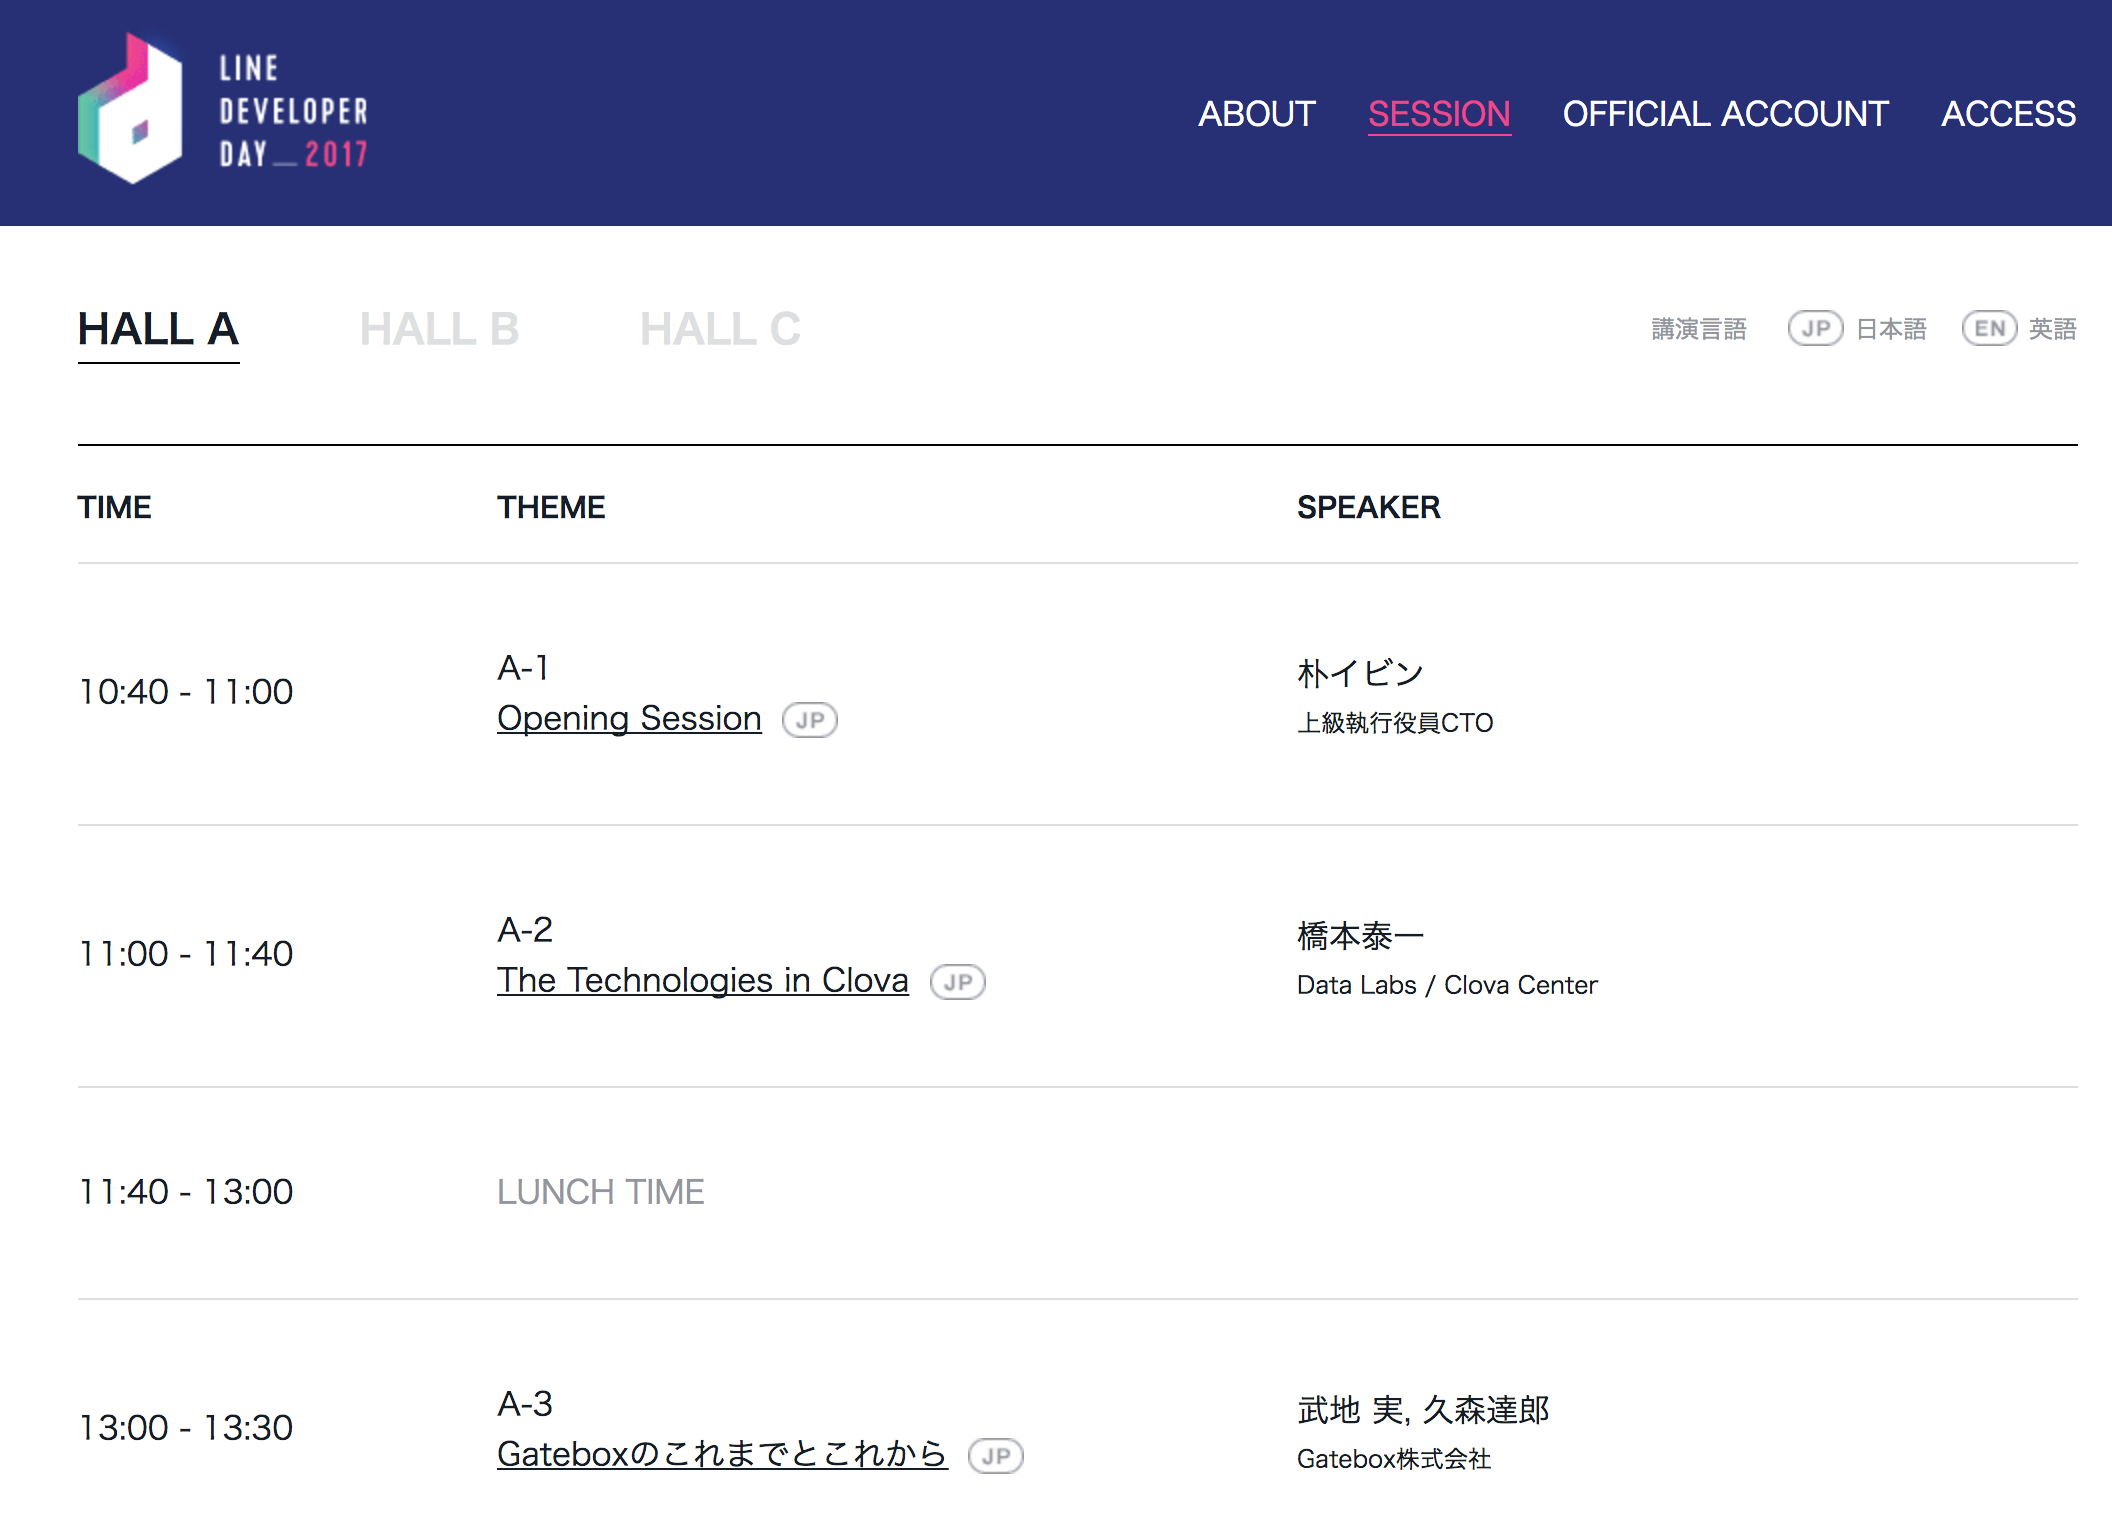 LINE
DEVELOPER
DAY_2017
ABOUT SESSION OFFICIAL ACCOUNT ACCESS
HALL A HALL B HALL C
講演言語 JP 日本語 EN 英語
TIME THEME SPEAKER
10:40 - 11:00
A-1
Opening Session JP
朴イビン
上級執行役員CTO
11:00 - 11:40
A-2
The Technologies in Clova JP
橋本泰一
Data Labs / Clova Center
11:40 - 13:00 LUNCH TIME
13:00 - 13:30
A-3
Gateboxのこれまでとこれから JP
武地 実, 久森達郎
Gatebox株式会社